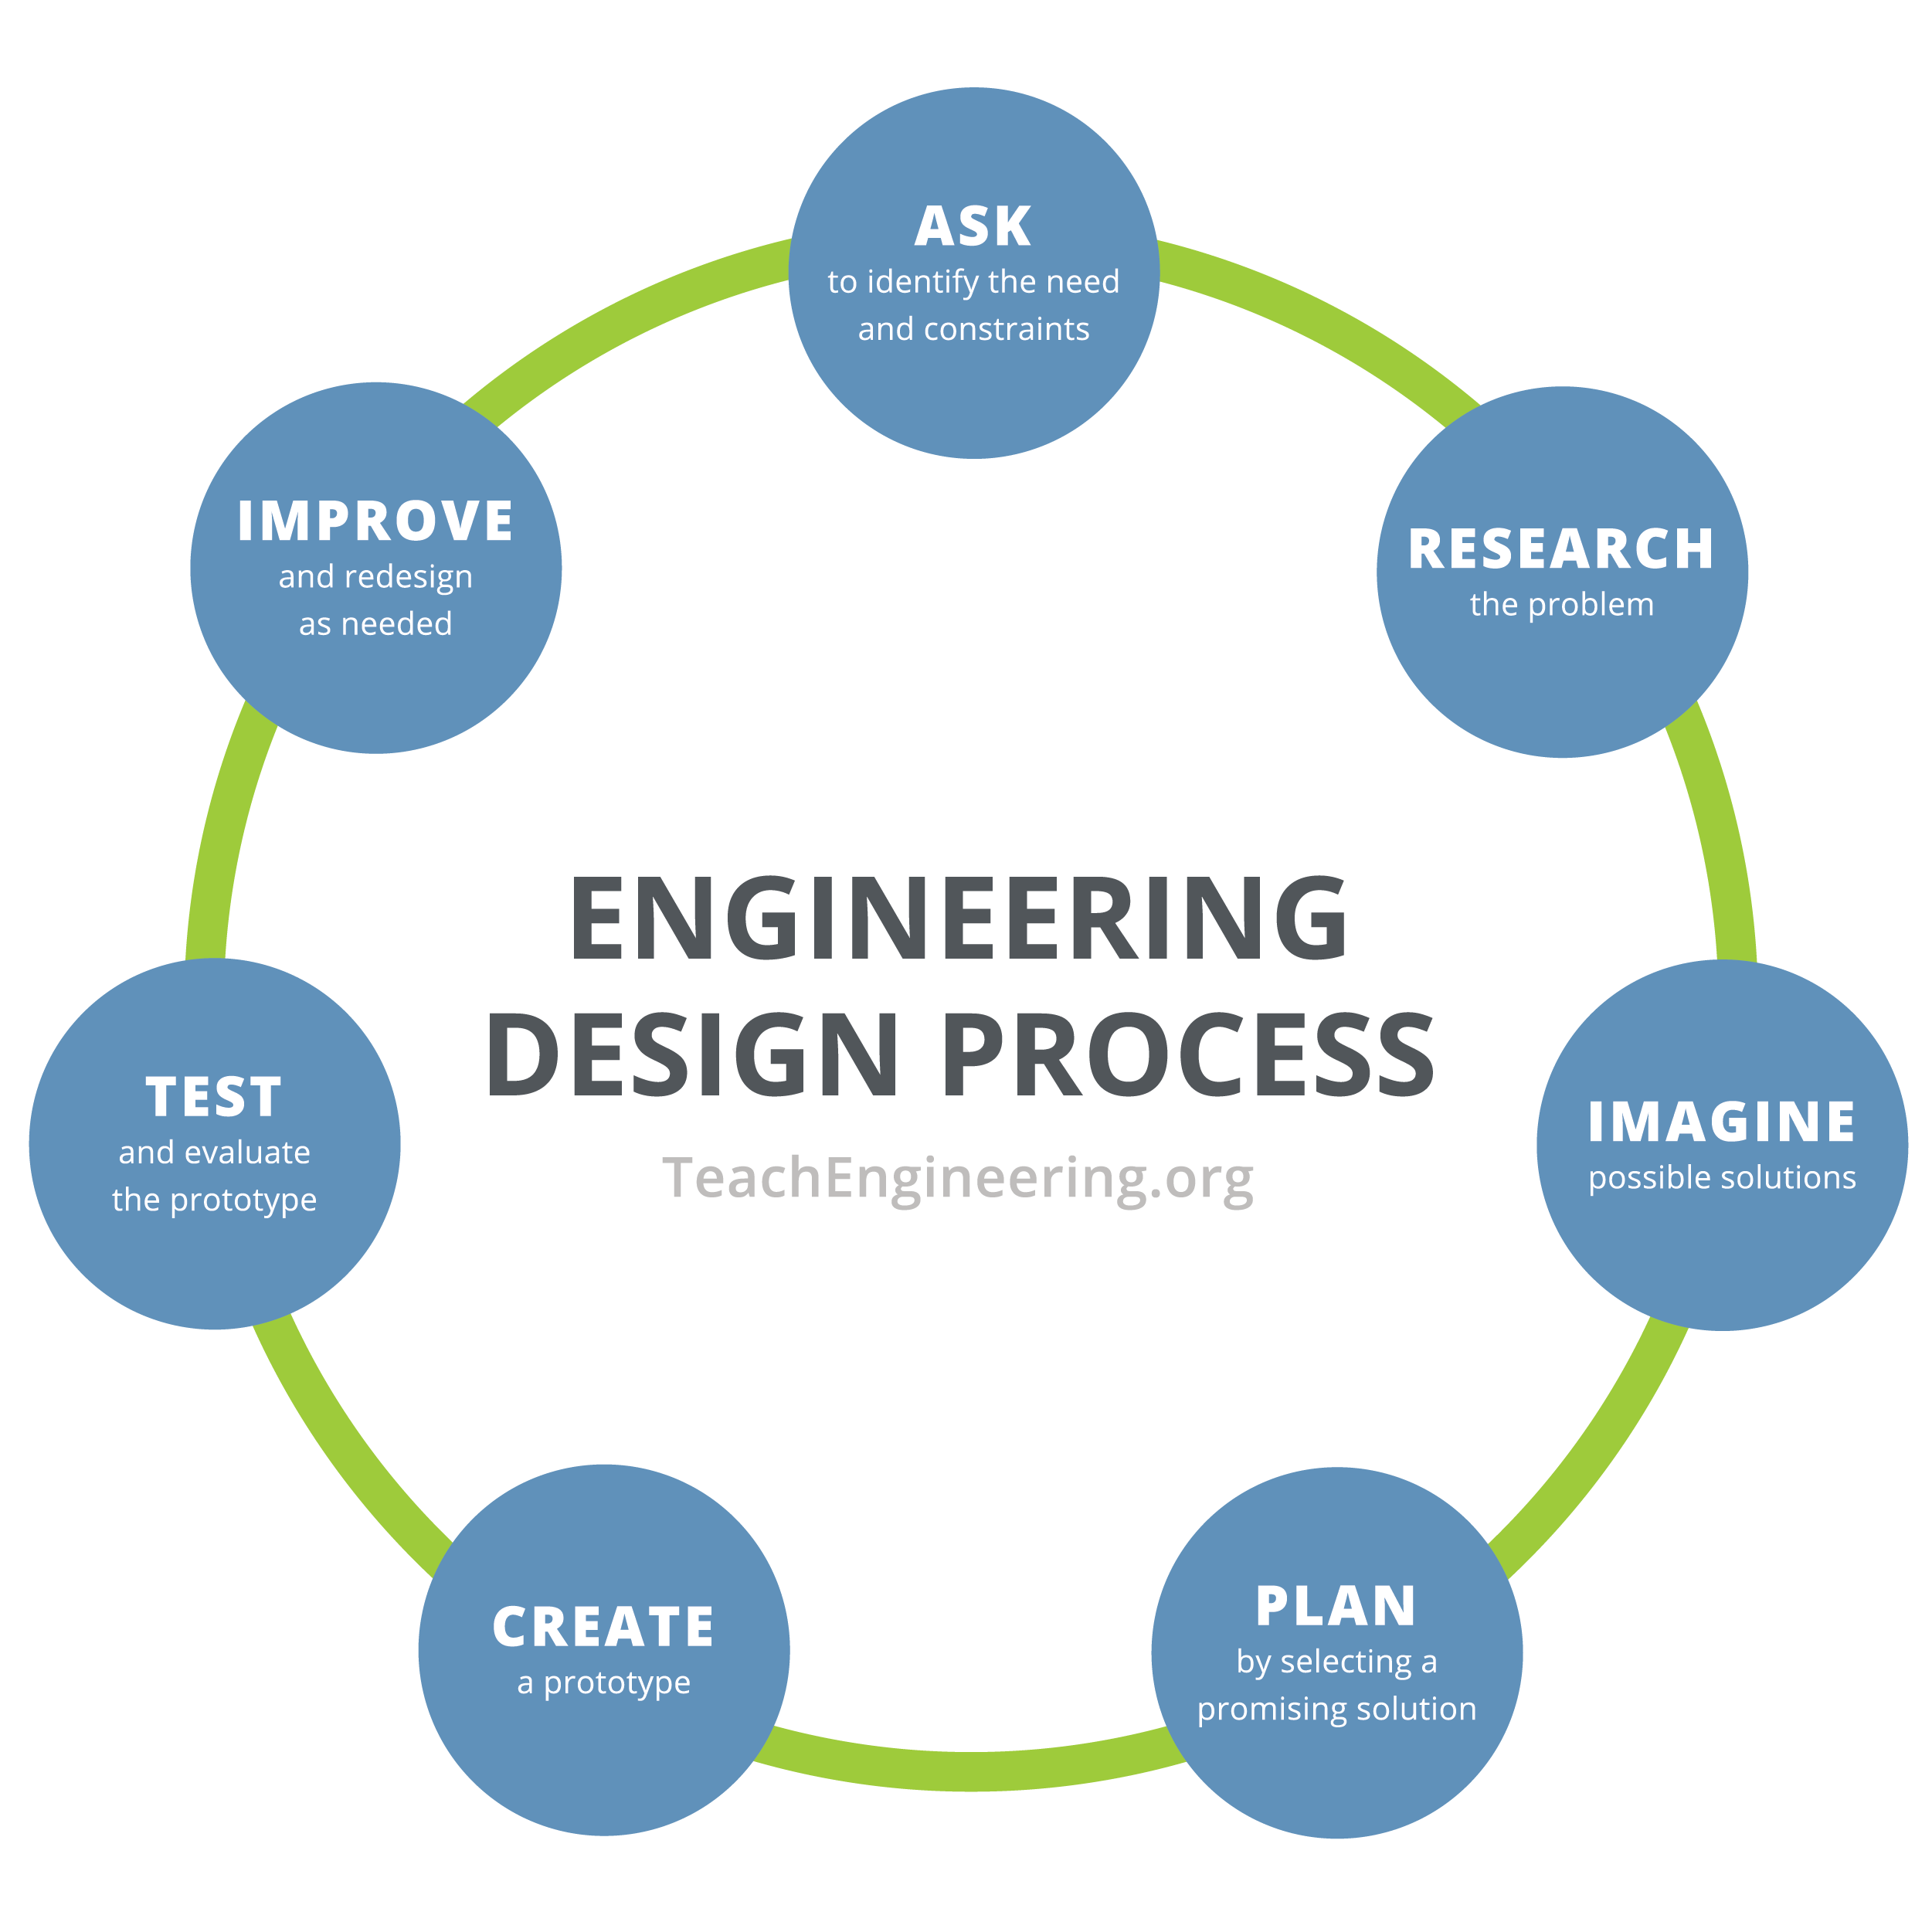 ASK
to identify the need
and constraints
RESEARCH
the problem
IMAGINE
possible solutions
PLAN
by selecting a
promising solution
CREATE
a prototype
TEST
and evaluate
the prototype
IMPROVE
and redesign
as needed
ENGINEERING
DESIGN PROCESS
TeachEngineering.org